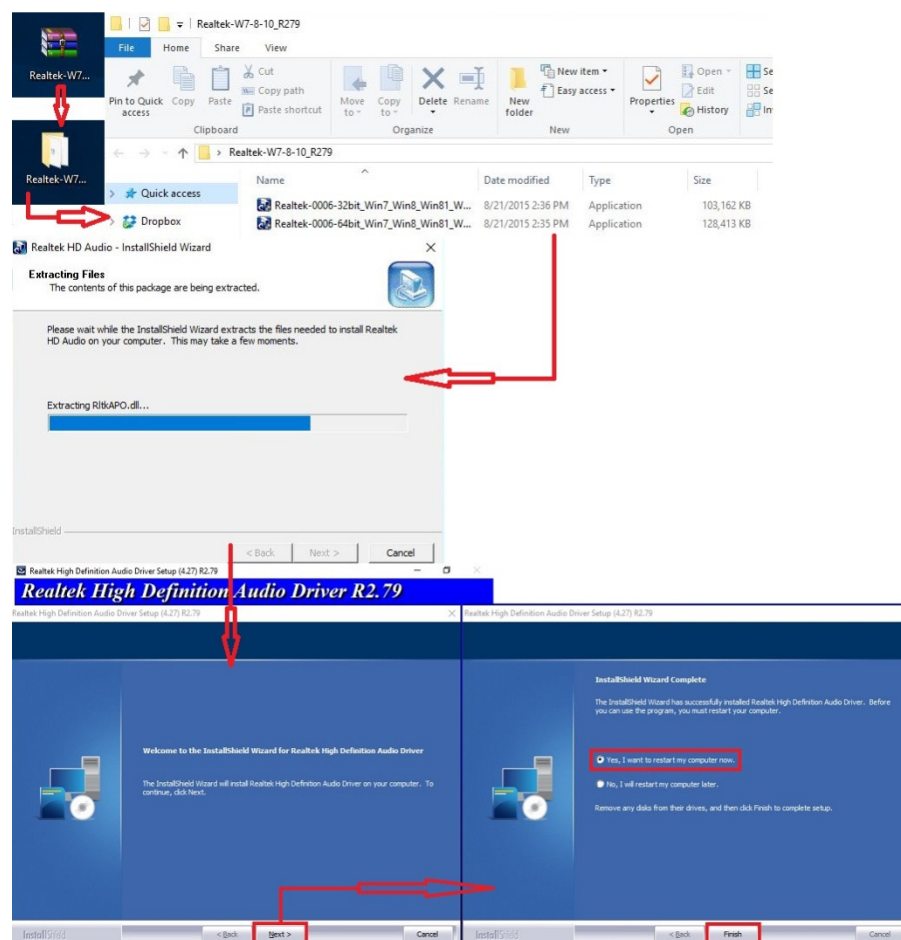 Realtek-W7...
Realtek-W7...
Realtek-W7-8-10_R279
File Home Share View
Pin to Quick access
Copy
Paste
Cut
Copy path
Paste shortcut
Clipboard
Move to
Copy to
Delete
Rename
Organize
New folder
New item
Easy access
New
Properties
Open
Edit
History
Open
Se
Se
In
Realtek-W7-8-10_R279
Quick access
Dropbox
Name Date modified Type Size
Realtek-0006-32bit_Win7_Win8_Win81_W... 8/21/2015 2:36 PM Application 103,162 KB
Realtek-0006-64bit_Win7_Win8_Win81_W... 8/21/2015 2:35 PM Application 128,413 KB
Realtek HD Audio - InstallShield Wizard
Extracting Files
The contents of this package are being extracted.
Please wait while the InstallShield Wizard extracts the files needed to install Realtek
HD Audio on your computer. This may take a few moments.
Extracting RltkAPO.dll...
InstallShield
< Back Next > Cancel
Realtek High Definition Audio Driver Setup (4.27) R2.79
Realtek High Definition Audio Driver R2.79
Realtek High Definition Audio Driver Setup (4.27) R2.79
Welcome to the InstallShield Wizard for Realtek High Definition Audio Driver
The InstallShield Wizard will install Realtek High Definition Audio Driver on your computer. To
continue, click Next.
InstallShield
< Back Next > Cancel
Realtek High Definition Audio Driver Setup (4.27) R2.79
InstallShield Wizard Complete
The InstallShield Wizard has successfully installed Realtek High Definition Audio Driver. Before
you can use the program, you must restart your computer.
Yes, I want to restart my computer now.
No, I will restart my computer later.
Remove any disks from their drives, and then click Finish to complete setup.
InstallShield
< Back Finish Cancel